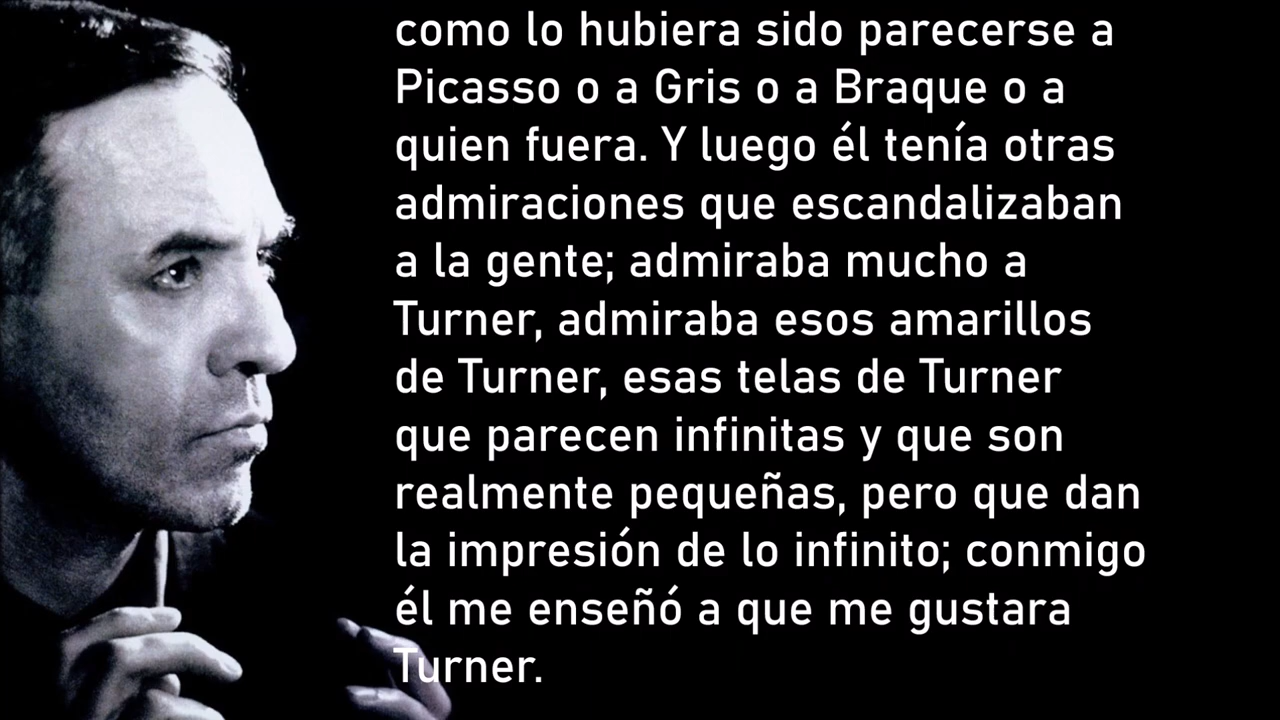 como lo hubiera sido parecerse a
Picasso o a Gris o a Braque o a
quien fuera. Y luego él tenía otras
admiraciones que escandalizaban
a la gente; admiraba mucho a
Turner, admiraba esos amarillos
de Turner, esas telas de Turner
que parecen infinitas y que son
realmente pequeñas, pero que dan
la impresión de lo infinito; conmigo
él me enseñó a que me gustara
Turner.